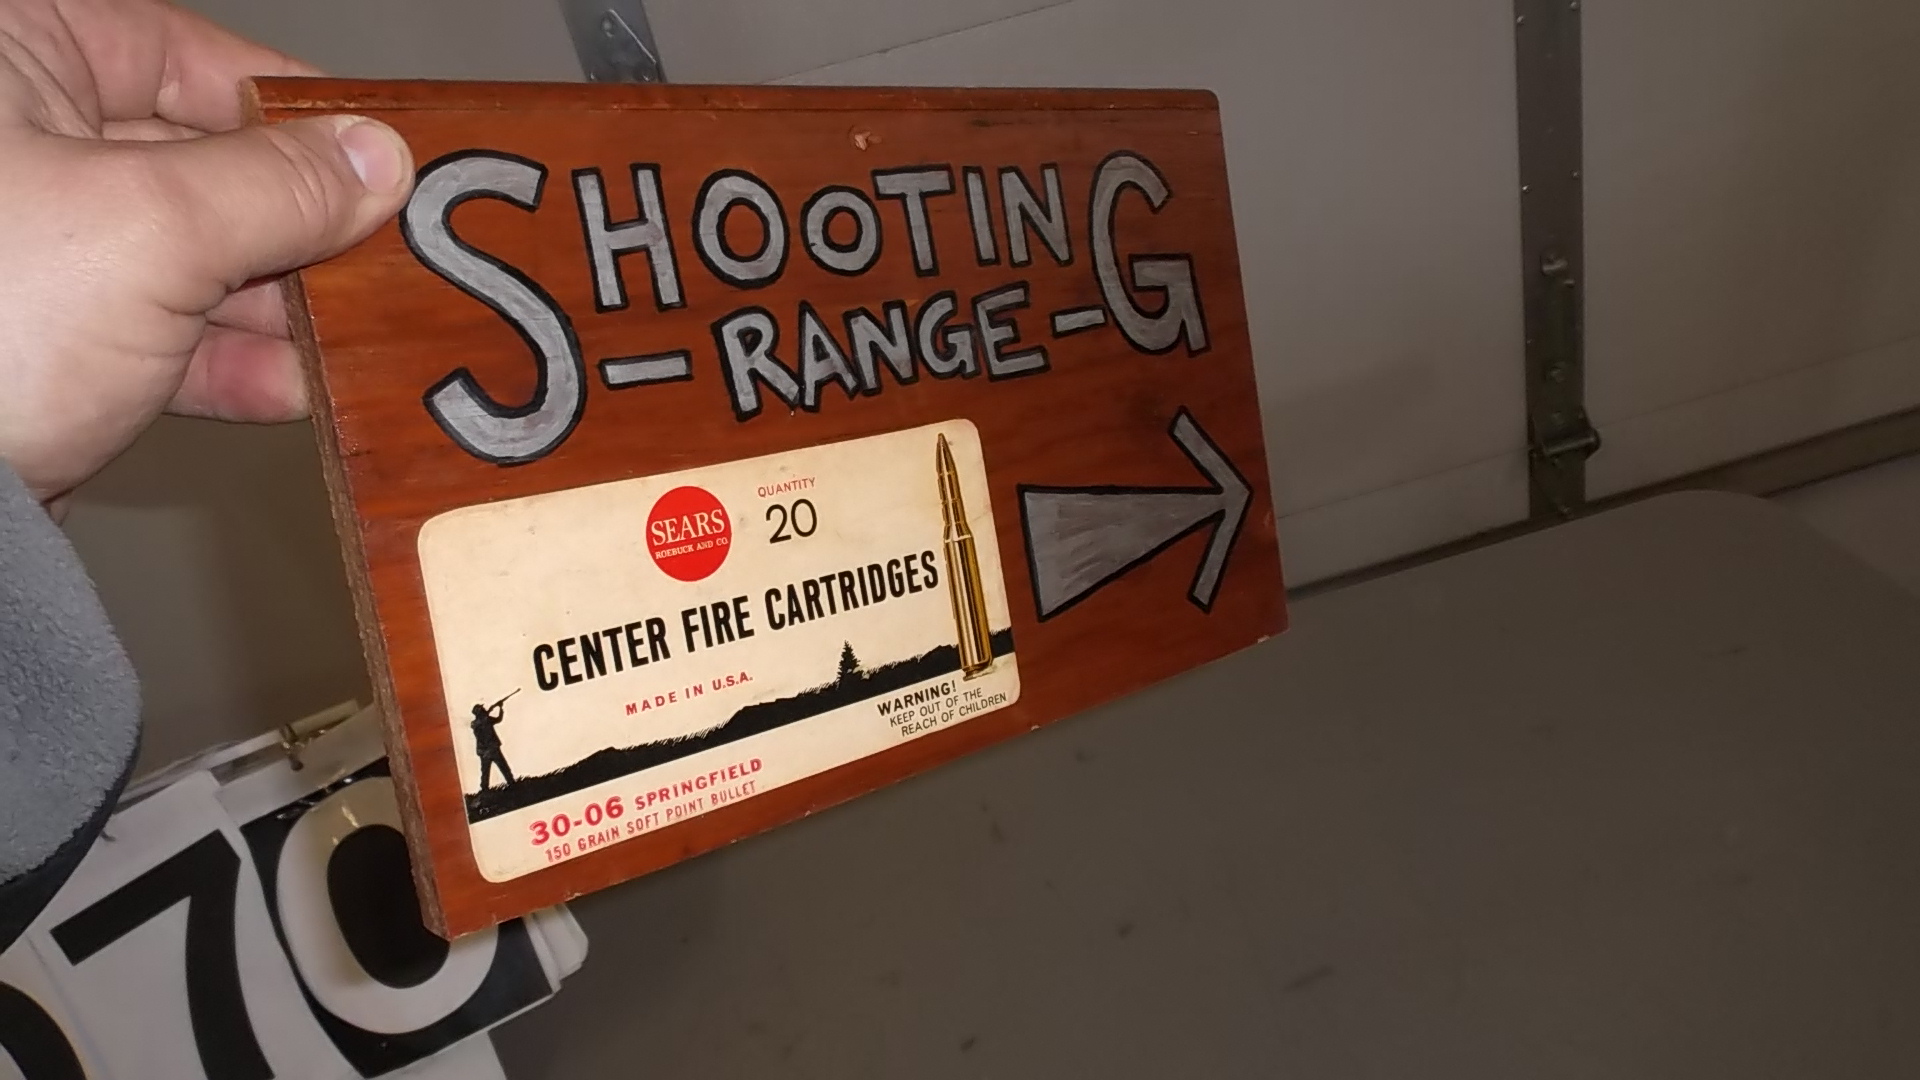 SHOOTING
-RANGE-
SEARS
ROEBUCK AND CO.
QUANTITY
20
CENTER FIRE CARTRIDGES
MADE IN U.S.A.
WARNING!
KEEP OUT OF THE
REACH OF CHILDREN
30-06 SPRINGFIELD
150 GRAIN SOFT POINT BULLET
70